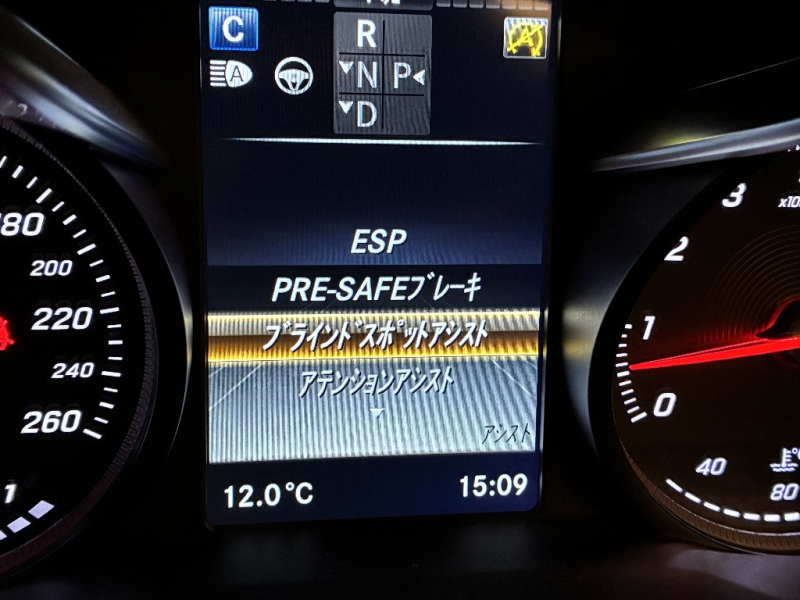 C
R
A
N P
D
A
ESP
PRE-SAFEブレーキ
ブラインドスポットアシスト
アテンションアシスト
アシスト
12.0°C
15:09
180
200
220
240
260
1
3
2
1
0
40
80